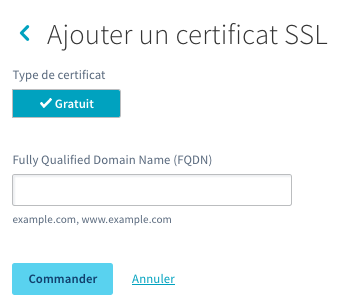 Ajouter un certificat SSL
Type de certificat
Gratuit
Fully Qualified Domain Name (FQDN)
example.com, www.example.com
Commander Annuler